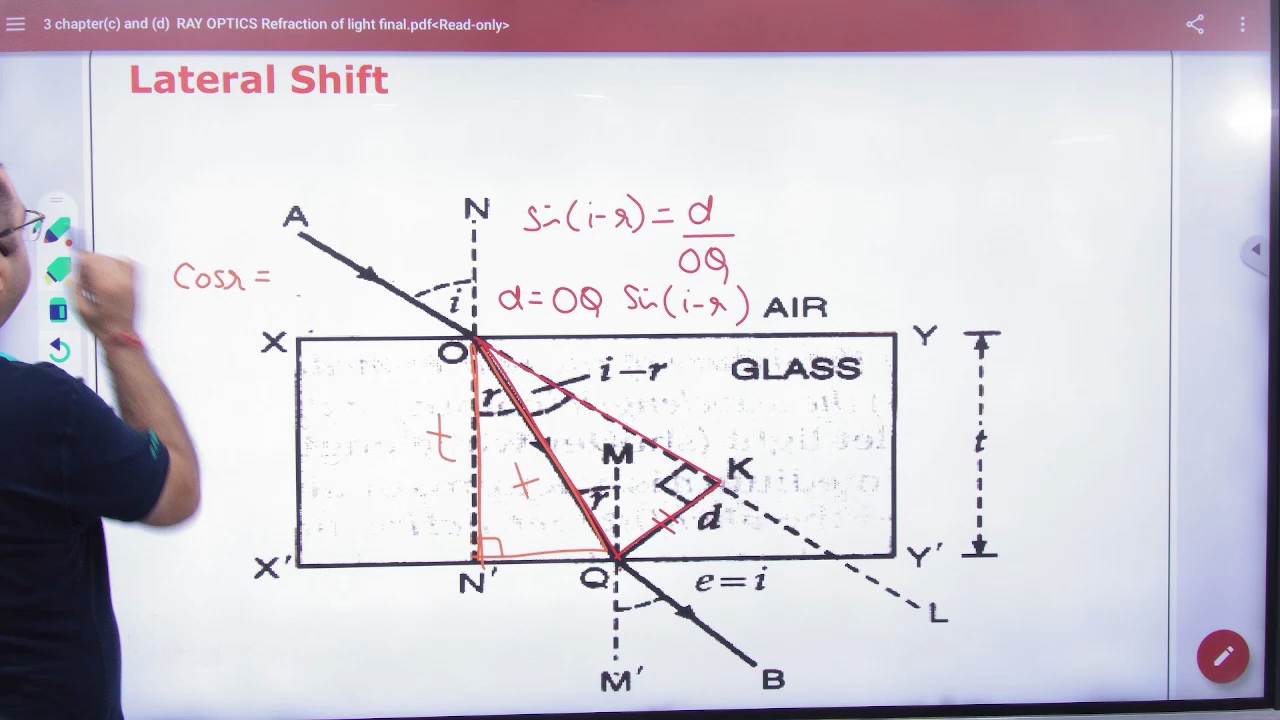 3 chapter(c) and (d) RAY OPTICS Refraction of light final.pdf<Read-only>
Lateral Shift
A
N
sin(i-r) = d
OQ
Cosr =
i
d = OQ sin(i-r)
AIR
X
O
Y
GLASS
i-r
r
t
t
M
K
r
d
X'
N'
Q
e=i
Y'
L
M'
B